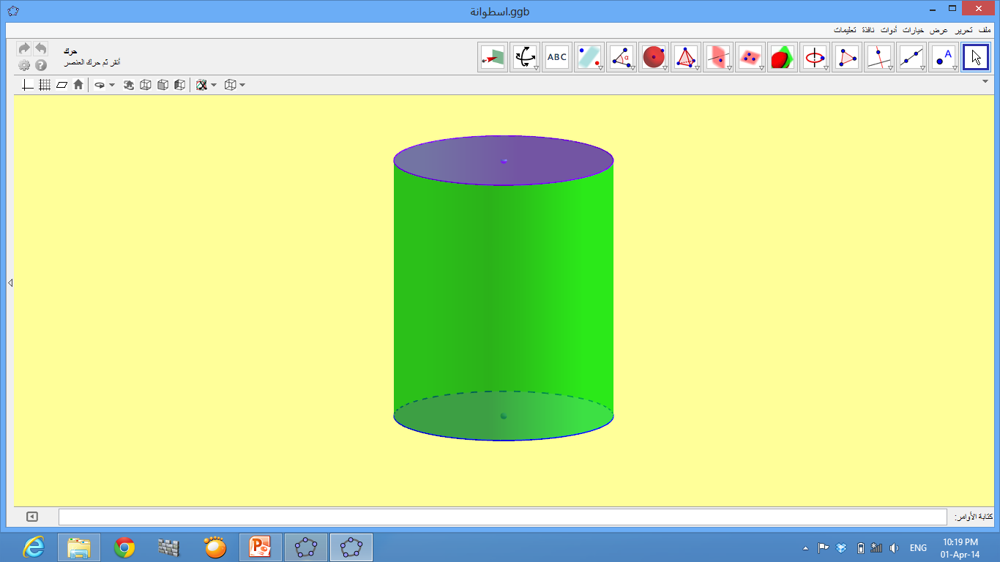 اسطوانة.ggb
ملف تحرير عرض خيارات أدوات نافذة تعليمات
حرك
أنقر ثم حرك العنصر
ABC
α
A
كتابة الأوامر:
ENG
10:19 PM
01-Apr-14